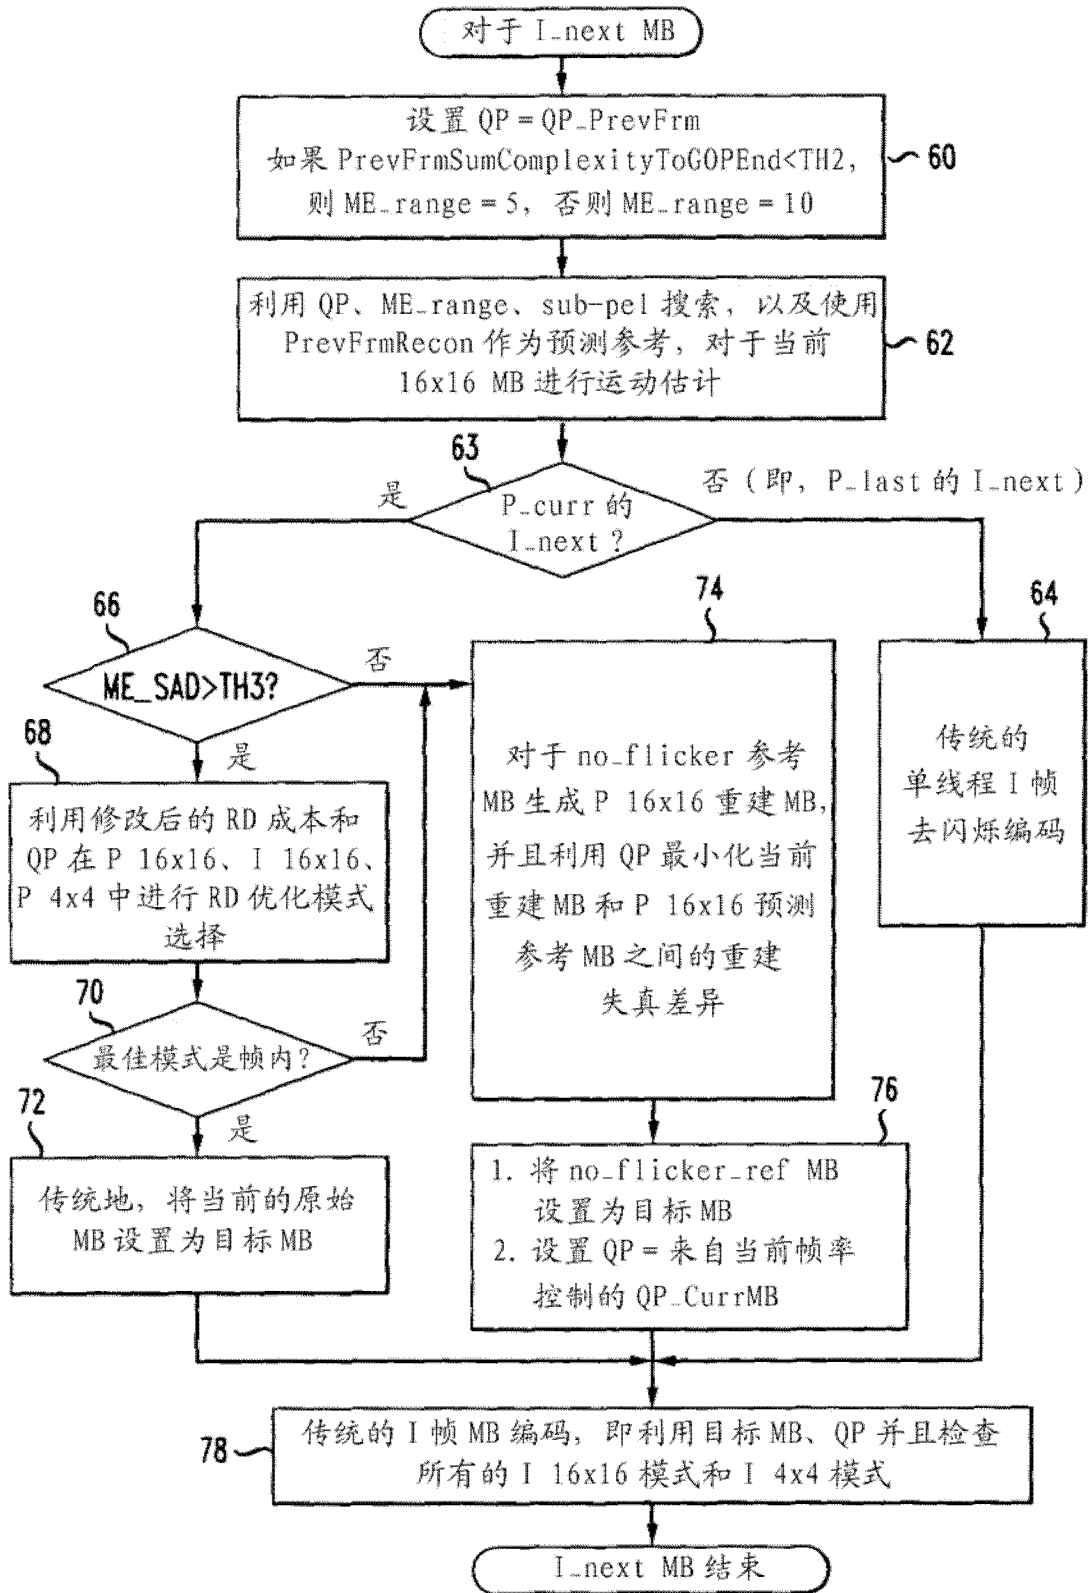 对于 I_next MB
设置 QP = QP_PrevFrm
如果 PrevFrmSumComplexityToGOPEnd<TH2,
则 ME_range = 5, 否则 ME_range = 10
60
利用 QP、ME_range、sub-pel 搜索, 以及使用
PrevFrmRecon 作为预测参考, 对于当前
16x16 MB 进行运动估计
62
63
是
P_curr 的
I_next?
否 (即, P_last 的 I_next)
66
ME_SAD>TH3?
否
是
74
64
68
利用修改后的 RD 成本和
QP 在 P 16x16、I 16x16、
P 4x4 中进行 RD 优化模式
选择
对于 no_flicker 参考
MB 生成 P 16x16 重建 MB,
并且利用 QP 最小化当前
重建 MB 和 P 16x16 预测
参考 MB 之间的重建
失真差异
传统的
单线程 I 帧
去闪烁编码
70
最佳模式是帧内?
否
是
72
传统地, 将当前的原始
MB 设置为目标 MB
76
1. 将 no_flicker_ref MB
设置为目标 MB
2. 设置 QP = 来自当前帧率
控制的 QP_CurrMB
78
传统的 I 帧 MB 编码, 即利用目标 MB、QP 并且检查
所有的 I 16x16 模式和 I 4x4 模式
I_next MB 结束